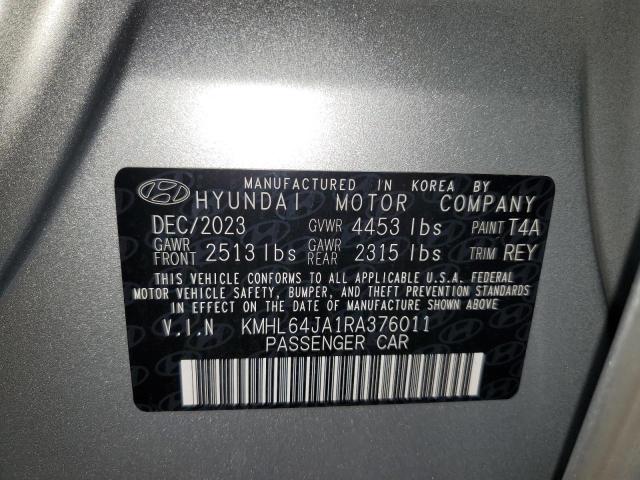 MANUFACTURED IN KOREA BY
HYUNDAI MOTOR COMPANY
DEC/2023 GVWR 4453 lbs PAINT T4A
GAWR FRONT 2513 lbs GAWR REAR 2315 lbs TRIM REY
THIS VEHICLE CONFORMS TO ALL APPLICABLE U.S.A. FEDERAL
MOTOR VEHICLE SAFETY, BUMPER, AND THEFT PREVENTION STANDARDS
IN EFFECT ON THE DATE OF MANUFACTURE SHOWN ABOVE.
V.I.N KMHL64JA1RA376011
PASSENGER CAR